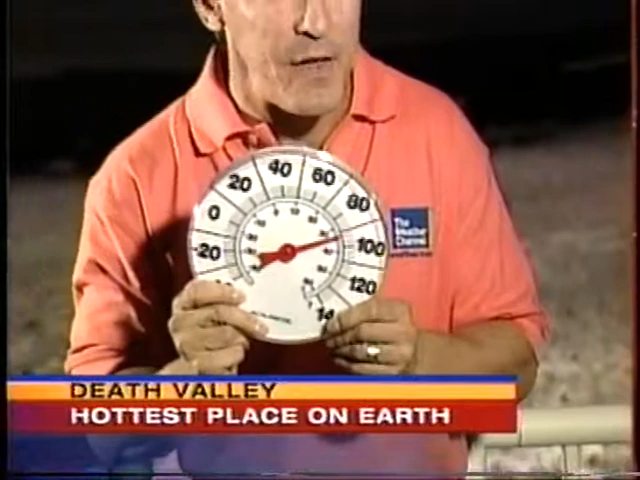 20 40 60
0 80
-20 100
120
The
Weather
Channel
DEATH VALLEY
HOTTEST PLACE ON EARTH